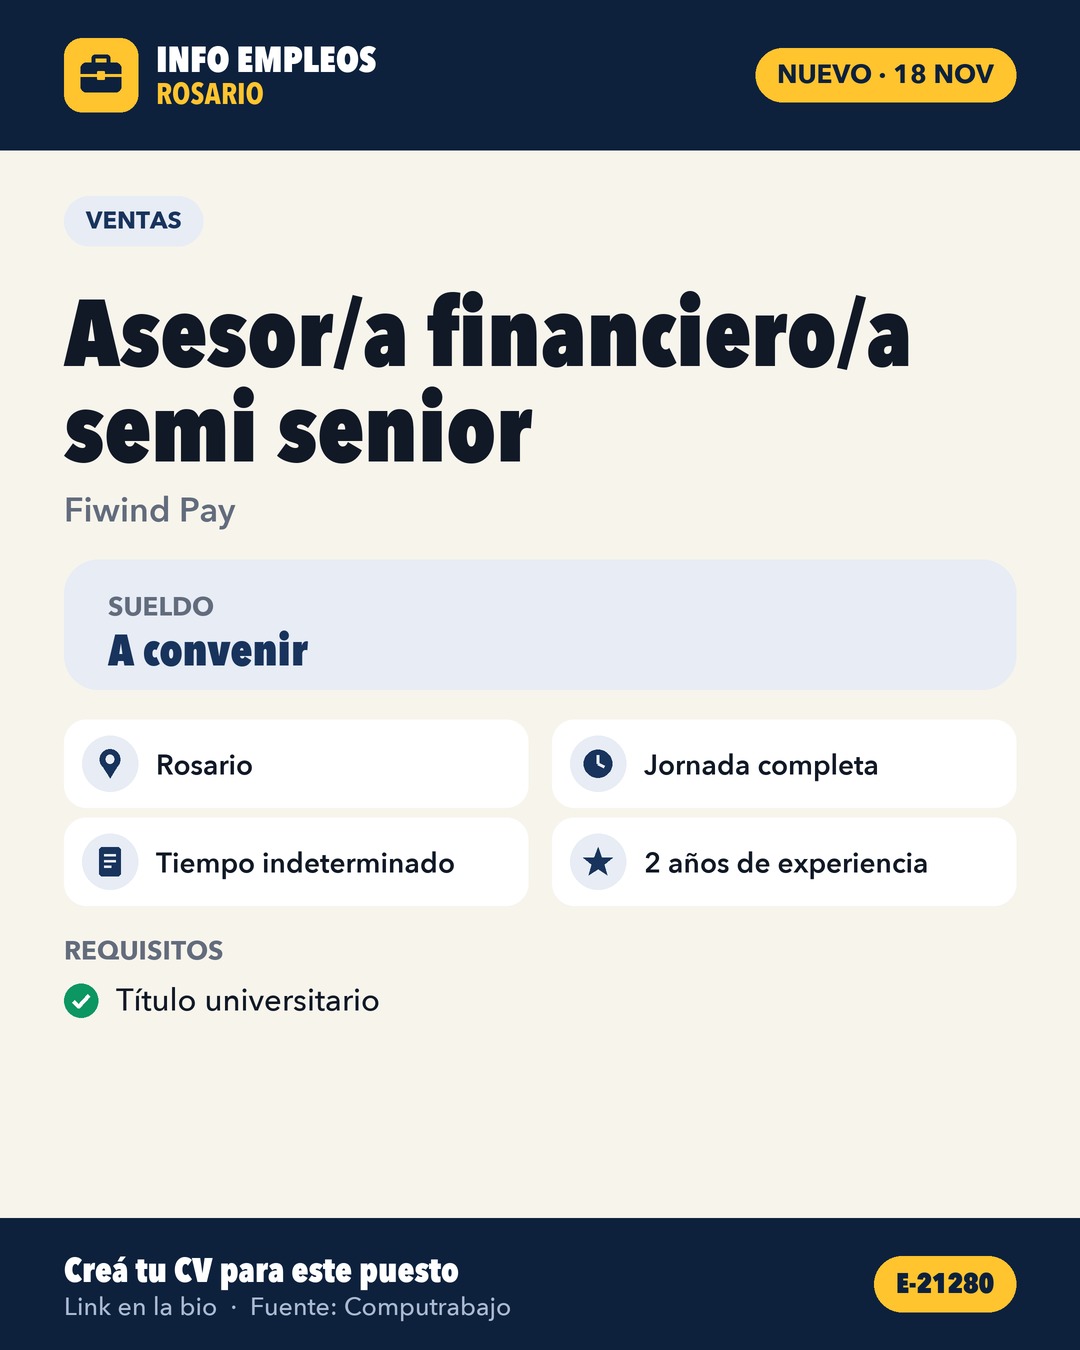 INFO EMPLEOS
ROSARIO
NUEVO · 18 NOV
VENTAS
Asesor/a financiero/a
semi senior
Fiwind Pay
SUELDO
A convenir
Rosario
Jornada completa
Tiempo indeterminado
2 años de experiencia
REQUISITOS
Título universitario
Creá tu CV para este puesto
Link en la bio · Fuente: Computrabajo
E-21280